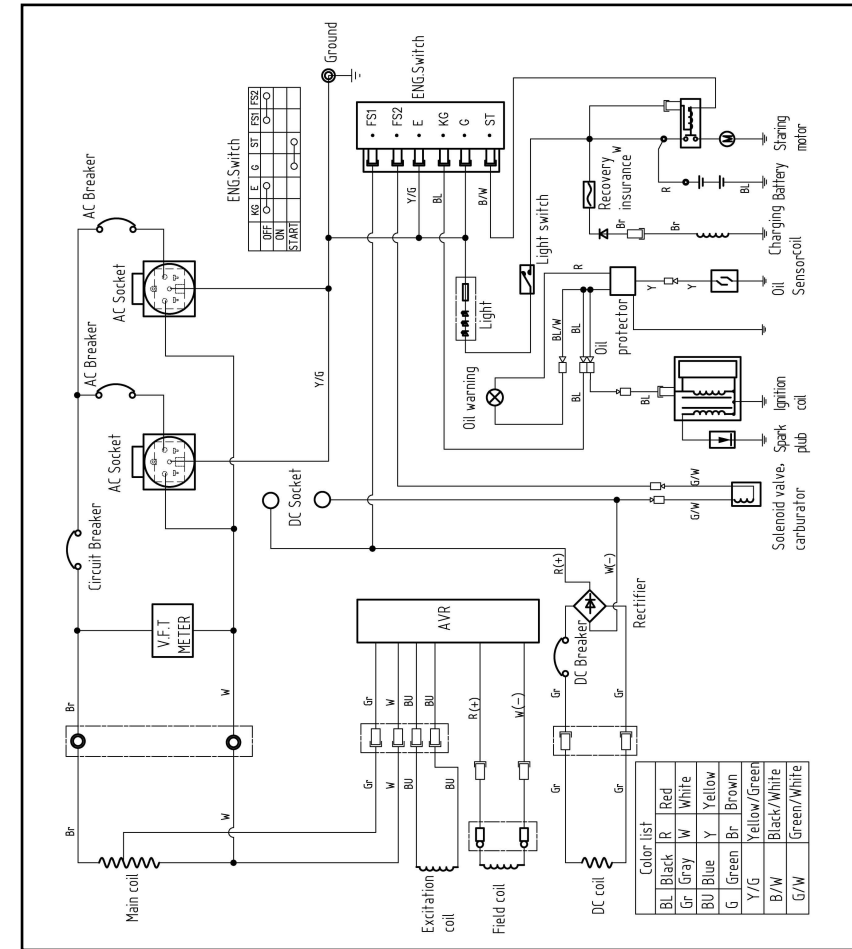 AC Breaker
AC Socket
AC Breaker
AC Socket
Circuit Breaker
V.F.T
METER
Br
W
Br
W
Main coil
ENG.Switch
KG E G ST FS1 FS2
OFF
ON
START
Ground
Y/G
DC Socket
AVR
Gr
W
BU
BU
R(+)
W(-)
Gr
W
BU
BU
Excitation
coil
Field coil
ENG.Switch
FS1
FS2
E
KG
G
ST
Y/G
BL
B/W
Light
Light switch
Oil warning
BL/W
BL
BL
R
Oil
protector
Recovery
insurance
W
Br
Br
R
BL
M
Staring
motor
Battery
Charging
coil
Y
Y
Oil
Sensor
BL
Ignition
coil
Spark
plub
G/W
G/W
Solenoid valve,
carburator
R(+)
W(-)
Rectifier
DC Breaker
Gr
Gr
Gr
Gr
DC coil
Color list
BL Black R Red
Gr Gray W White
BU Blue Y Yellow
G Green Br Brown
Y/G Yellow/Green
B/W Black/White
G/W Green/White